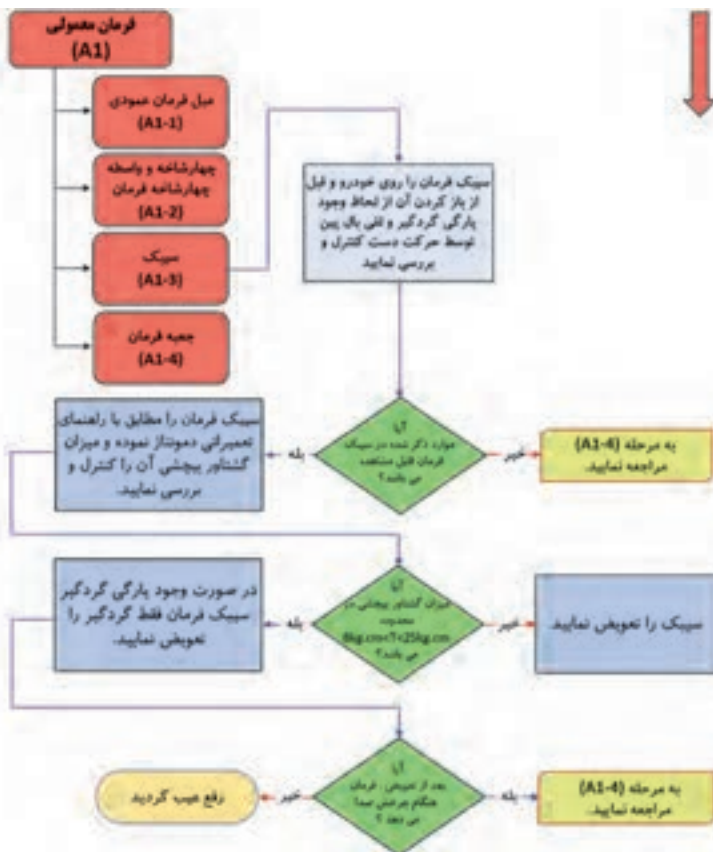 فرمان معمولی
(A1)
میل فرمان عمودی
(A1-1)
چهارشاخه و واسطه
چهارشاخه فرمان
(A1-2)
سیبک
(A1-3)
جعبه فرمان
(A1-4)
سیبک فرمان را روی خودرو و قبل
از باز کردن آن از لحاظ وجود
پارگی گردگیر و لقی بال پین
توسط حرکت دست کنترل و
بررسی نمایید
آیا
موارد ذکر شده در سیبک
فرمان قابل مشاهده
می باشد؟
خیر
به مرحله (A1-4)
مراجعه نمایید.
بله
سیبک فرمان را مطابق با راهنمای
تعمیراتی دمونتاژ نموده و میزان
گشتاور پیچشی آن را کنترل و
بررسی نمایید.
آیا
میزان گشتاور پیچشی در
محدوده
6kg.cm<T<25kg.cm
می باشد؟
خیر
سیبک را تعویض نمایید
بله
در صورت وجود پارگی گردگیر
سیبک فرمان فقط گردگیر را
تعویض نمایید.
آیا
بعد از تعویض، فرمان
هنگام چرخش صدا
می دهد ؟
بله
به مرحله (A1-4)
مراجعه نمایید.
خیر
رفع عیب گردید